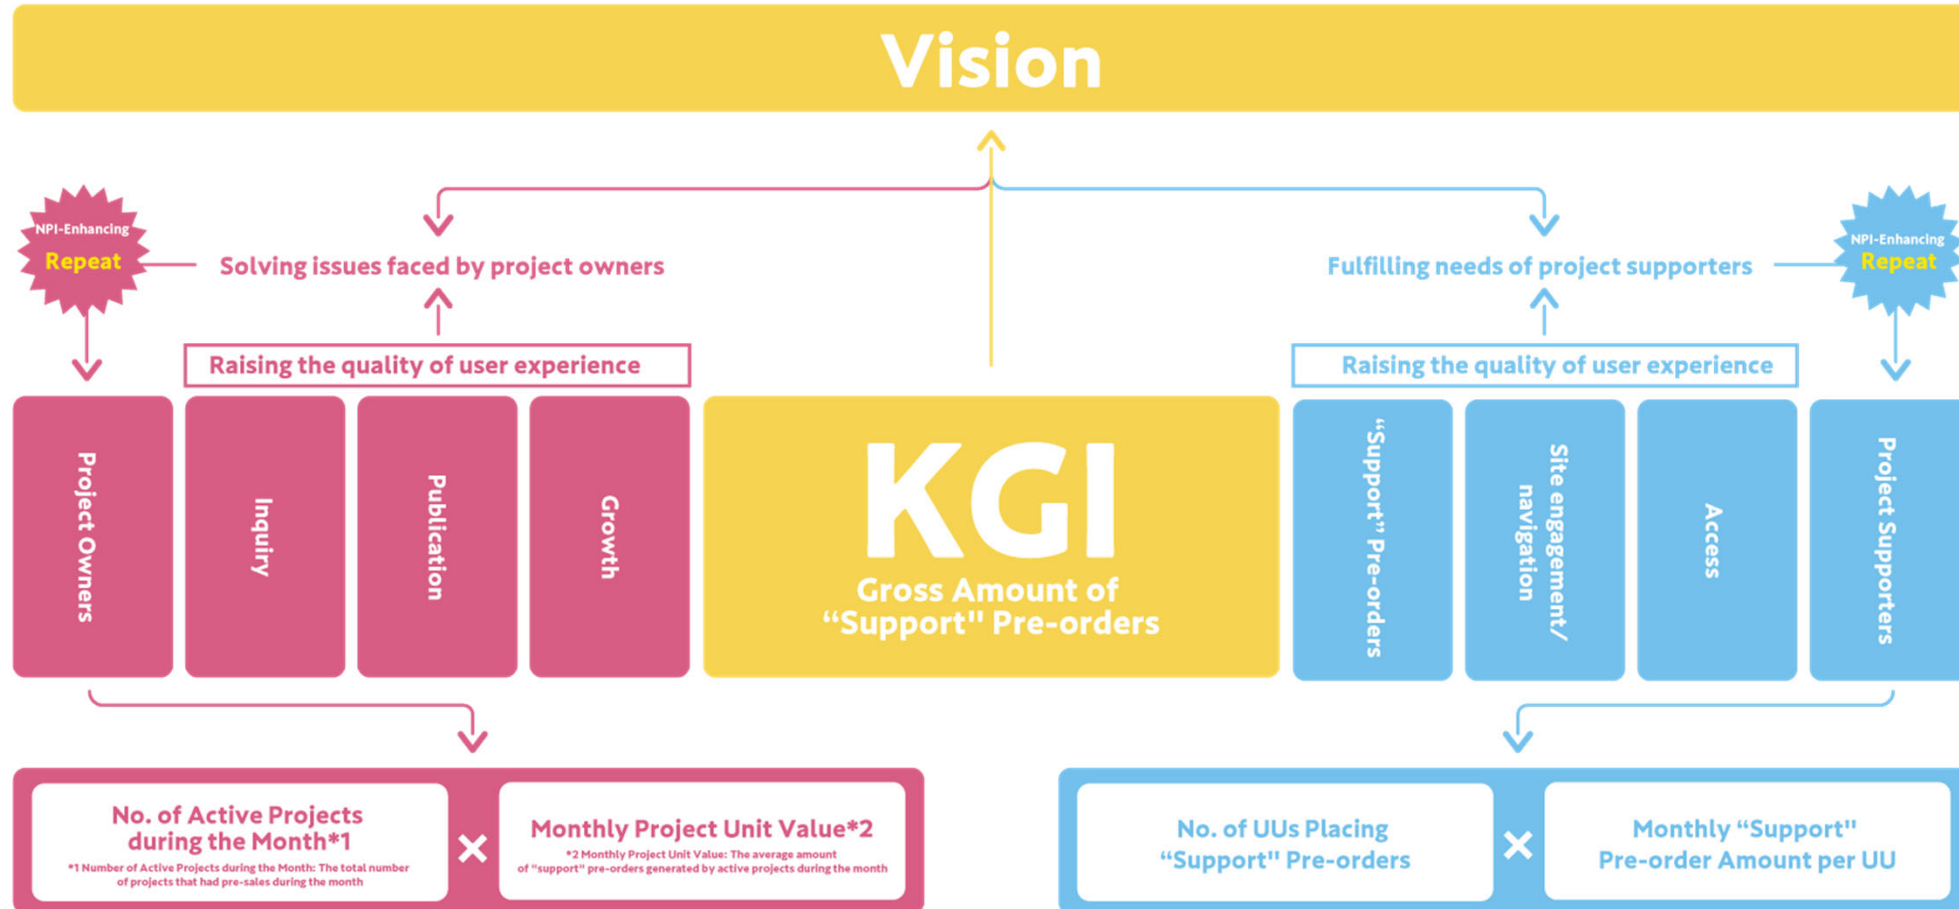 Vision
NPI-Enhancing
Repeat
Solving issues faced by project owners
Fulfilling needs of project supporters
NPI-Enhancing
Repeat
Raising the quality of user experience
Raising the quality of user experience
Project Owners
Inquiry
Publication
Growth
KGI
Gross Amount of
“Support" Pre-orders
“Support” Pre-orders
Site engagement/
navigation
Access
Project Supporters
No. of Active Projects
during the Month*1
*1 Number of Active Projects during the Month: The total number
of projects that had pre-sales during the month
×
Monthly Project Unit Value*2
*2 Monthly Project Unit Value: The average amount
of "support" pre-orders generated by active projects during the month
No. of UUs Placing
“Support" Pre-orders
×
Monthly “Support"
Pre-order Amount per UU